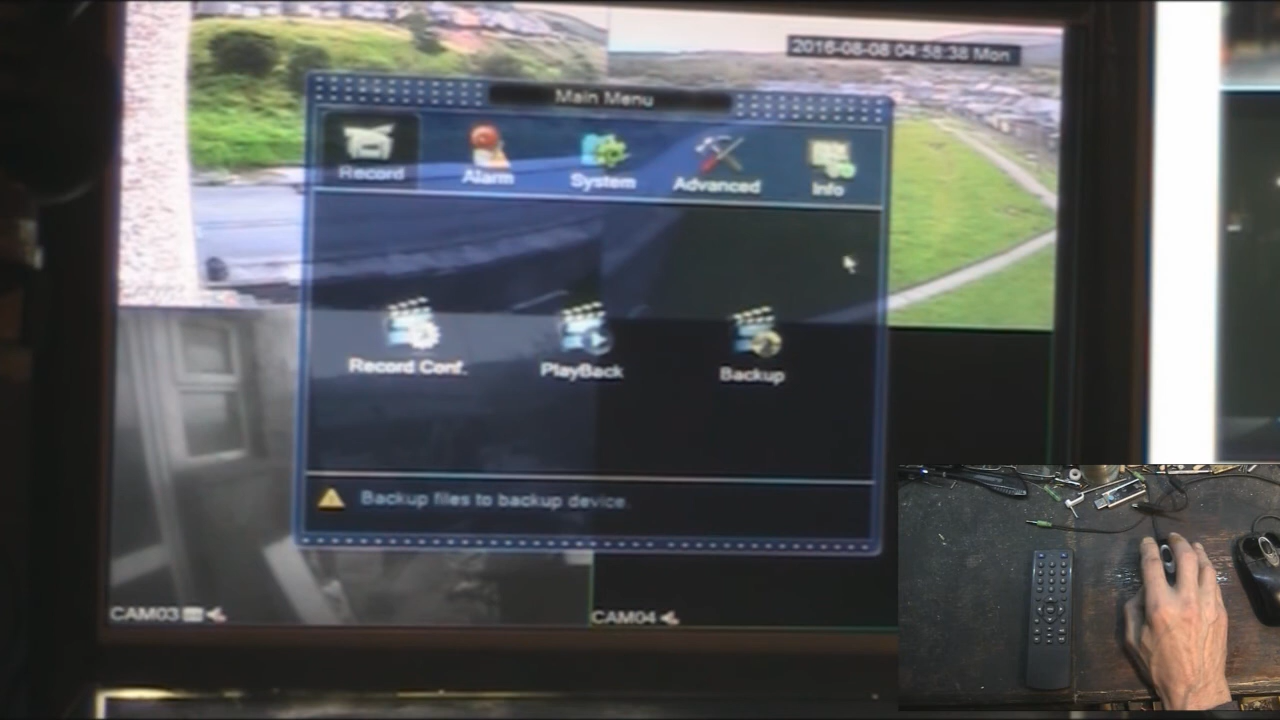 2016-08-08 04:58:38 Mon
Main Menu
Record Alarm System Advanced Info
Record Conf. PlayBack Backup
Backup files to backup device.
CAM03 CAM04